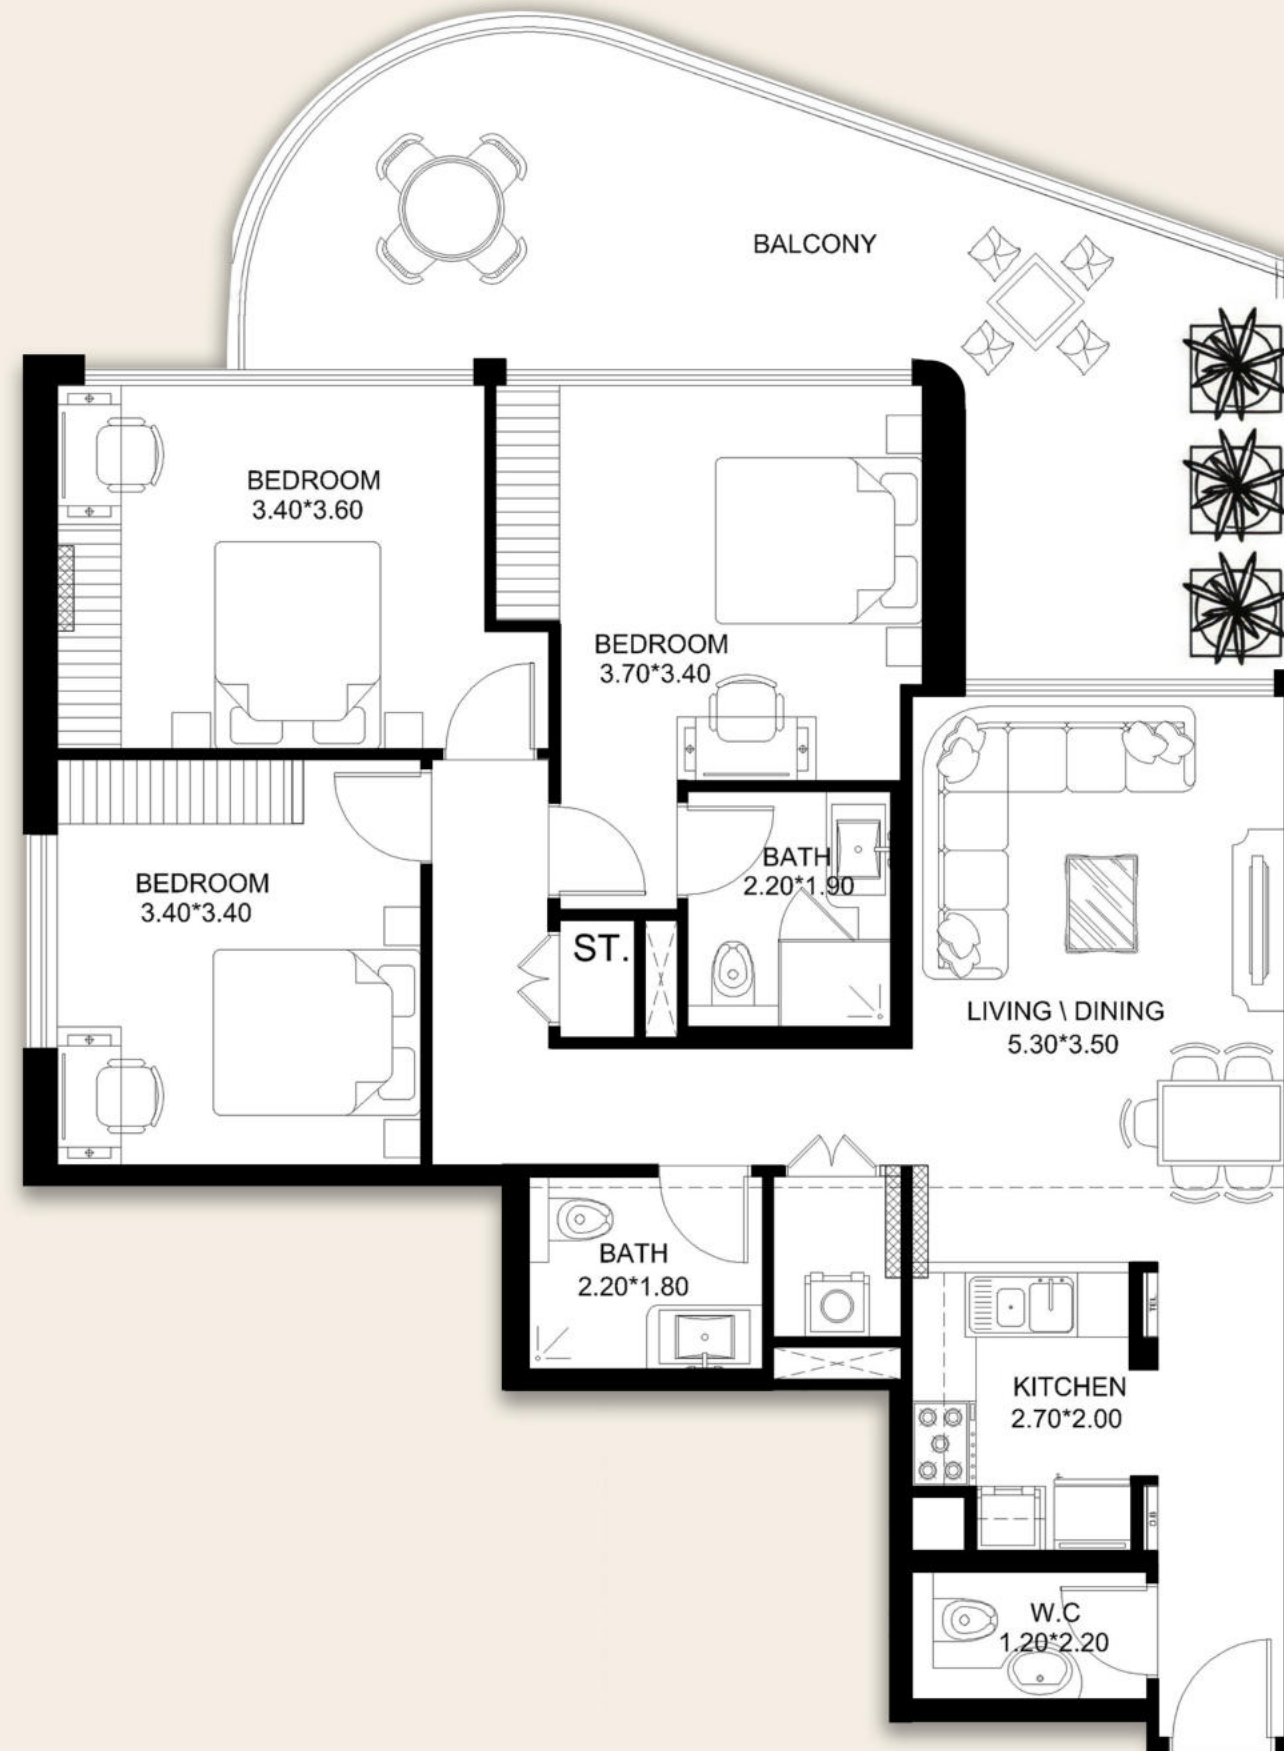 BALCONY
BEDROOM
3.40*3.60
BEDROOM
3.70*3.40
BATH
2.20*1.90
BEDROOM
3.40*3.40
ST.
LIVING \ DINING
5.30*3.50
BATH
2.20*1.80
TEL
KITCHEN
2.70*2.00
D.B
W.C
1.20*2.20